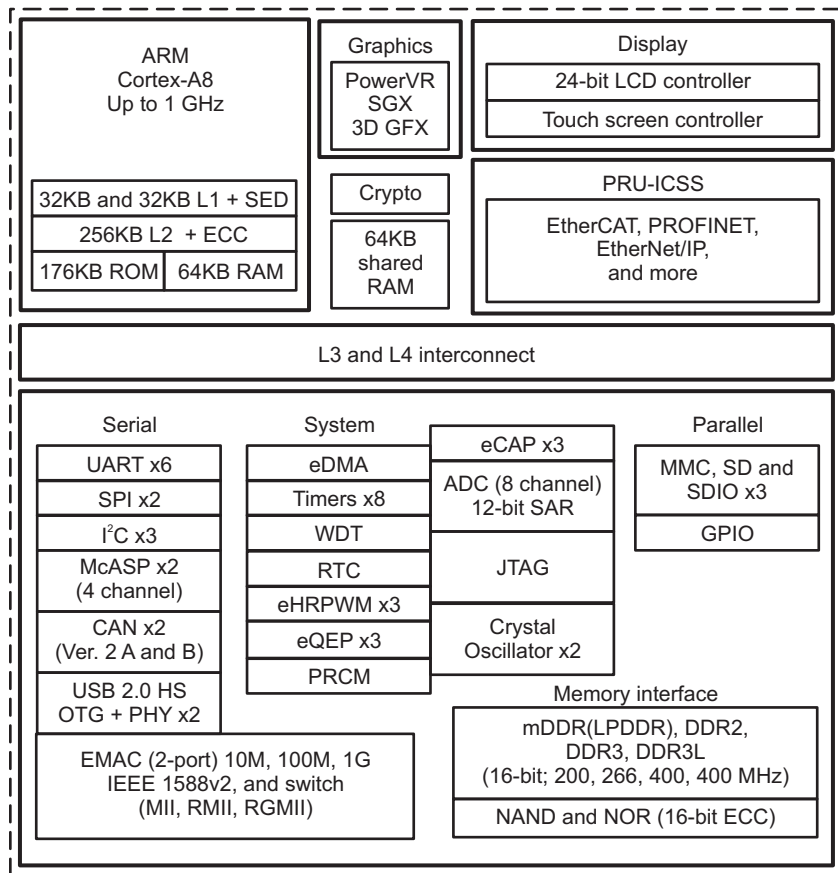 ARM
Cortex-A8
Up to 1 GHz
32KB and 32KB L1 + SED
256KB L2 + ECC
176KB ROM
64KB RAM
Graphics
PowerVR
SGX
3D GFX
Crypto
64KB
shared
RAM
Display
24-bit LCD controller
Touch screen controller
PRU-ICSS
EtherCAT, PROFINET,
EtherNet/IP,
and more
L3 and L4 interconnect
Serial
UART x6
SPI x2
I²C x3
McASP x2
(4 channel)
CAN x2
(Ver. 2 A and B)
USB 2.0 HS
OTG + PHY x2
EMAC (2-port) 10M, 100M, 1G
IEEE 1588v2, and switch
(MII, RMII, RGMII)
System
eDMA
Timers x8
WDT
RTC
eHRPWM x3
eQEP x3
PRCM
eCAP x3
ADC (8 channel)
12-bit SAR
JTAG
Crystal
Oscillator x2
Parallel
MMC, SD and
SDIO x3
GPIO
Memory interface
mDDR(LPDDR), DDR2,
DDR3, DDR3L
(16-bit; 200, 266, 400, 400 MHz)
NAND and NOR (16-bit ECC)